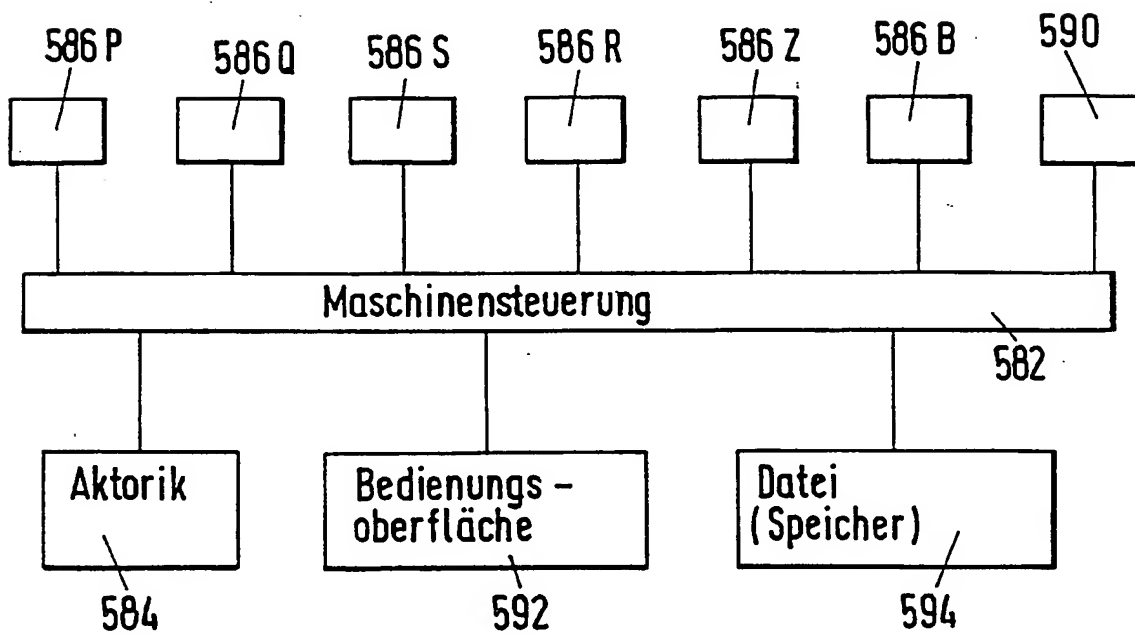 586 P 586 Q 586 S 586 R 586 Z 586 B 590
Maschinensteuerung
582
Aktorik
584
Bedienungs -
oberfläche
592
Datei
(Speicher)
594